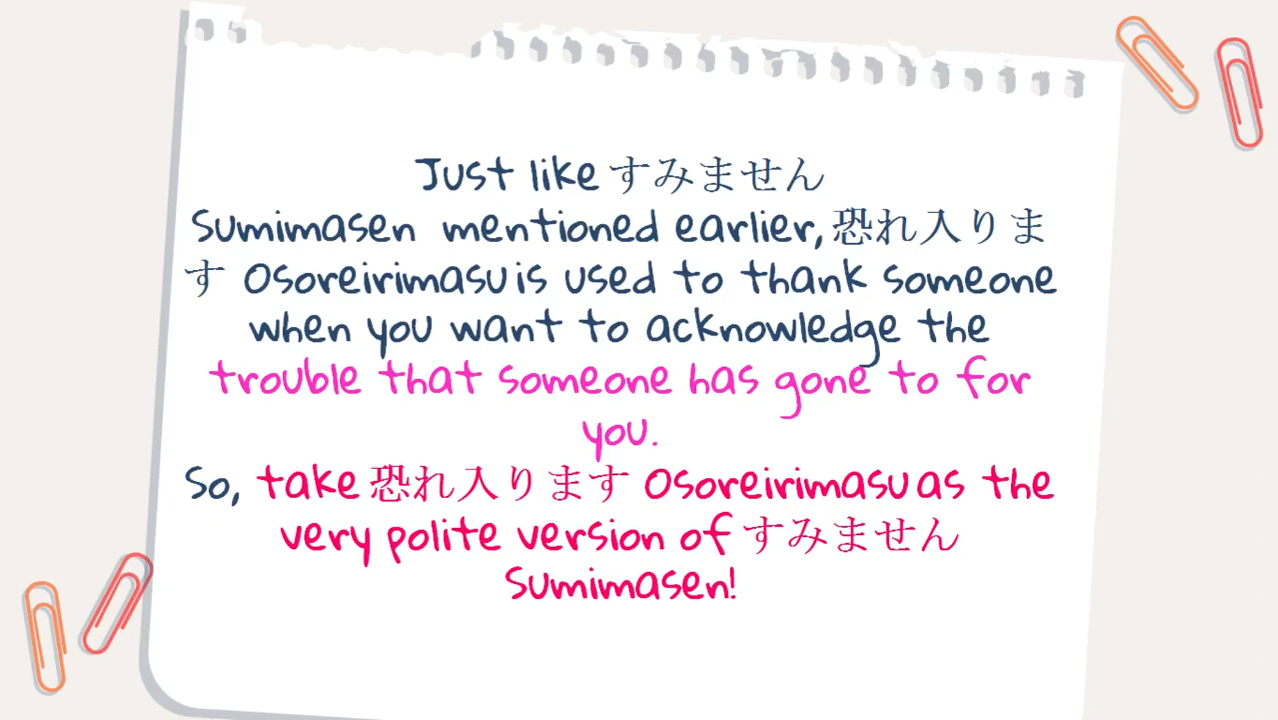 Just like すみません
Sumimasen mentioned earlier, 恐れ入りま
す Osoreirimasu is used to thank someone
when you want to acknowledge the
trouble that someone has gone to for
you.
So, take 恐れ入ります Osoreirimasu as the
very polite version of すみません
Sumimasen!